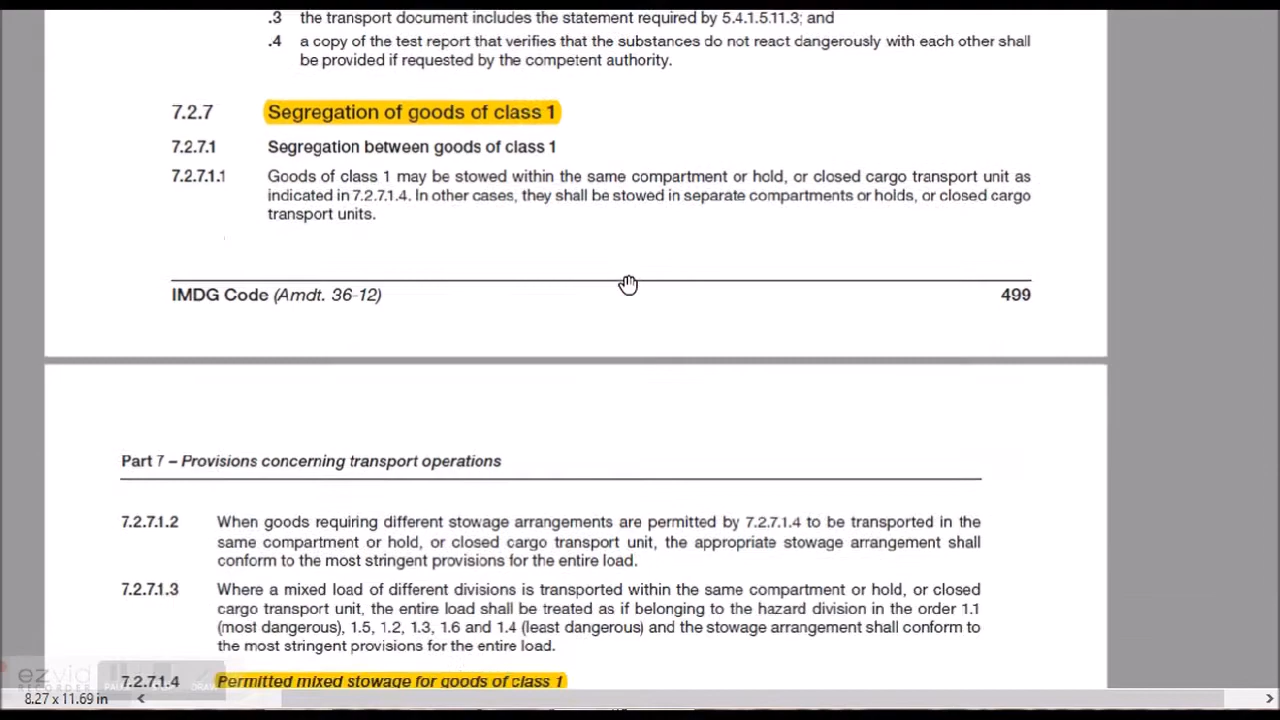 .3 the transport document includes the statement required by 5.4.1.5.11.3; and
.4 a copy of the test report that verifies that the substances do not react dangerously with each other shall
be provided if requested by the competent authority.
7.2.7 Segregation of goods of class 1
7.2.7.1 Segregation between goods of class 1
7.2.7.1.1 Goods of class 1 may be stowed within the same compartment or hold, or closed cargo transport unit as
indicated in 7.2.7.1.4. In other cases, they shall be stowed in separate compartments or holds, or closed cargo
transport units.
IMDG Code (Amdt. 36-12) 499
Part 7 – Provisions concerning transport operations
7.2.7.1.2 When goods requiring different stowage arrangements are permitted by 7.2.7.1.4 to be transported in the
same compartment or hold, or closed cargo transport unit, the appropriate stowage arrangement shall
conform to the most stringent provisions for the entire load.
7.2.7.1.3 Where a mixed load of different divisions is transported within the same compartment or hold, or closed
cargo transport unit, the entire load shall be treated as if belonging to the hazard division in the order 1.1
(most dangerous), 1.5, 1.2, 1.3, 1.6 and 1.4 (least dangerous) and the stowage arrangement shall conform to
the most stringent provisions for the entire load.
7.2.7.1.4 Permitted mixed stowage for goods of class 1
ezvid
RECORDER
8.27 x 11.69 in